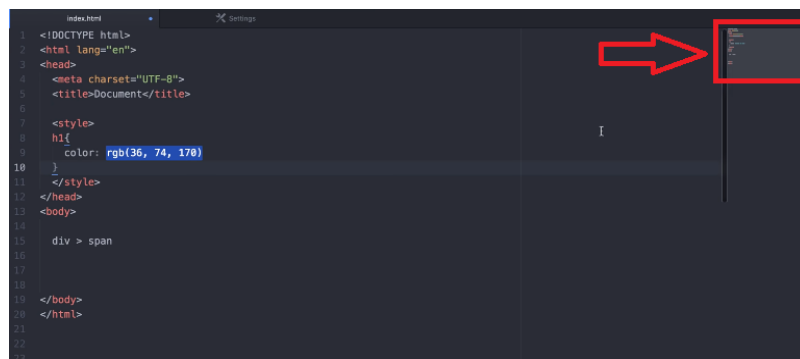 index.html
Settings
1 <!DOCTYPE html>
2 <html lang="en">
3 <head>
4 <meta charset="UTF-8">
5 <title>Document</title>
6
7 <style>
8 h1{
9 color: rgb(36, 74, 170)
10 }
11 </style>
12 </head>
13 <body>
14
15 div > span
16
17
18
19 </body>
20 </html>
21
22
23